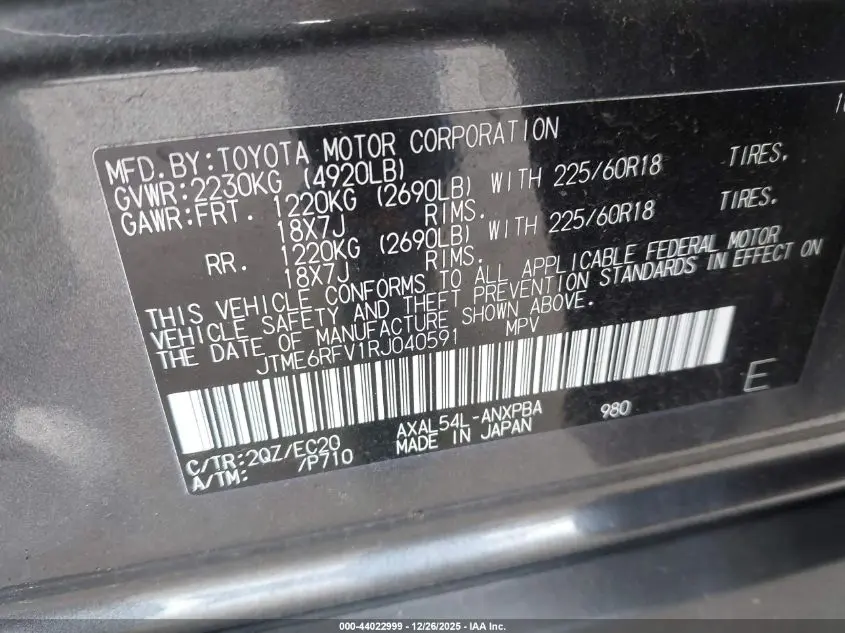 MFD.BY:TOYOTA MOTOR CORPORATION
GVWR:2230KG (4920LB)
GAWR:FRT. 1220KG (2690LB) WITH 225/60R18 TIRES.
18X7J RIMS.
RR. 1220KG (2690LB) WITH 225/60R18 TIRES.
18X7J RIMS.
THIS VEHICLE CONFORMS TO ALL APPLICABLE FEDERAL MOTOR
VEHICLE SAFETY AND THEFT PREVENTION STANDARDS IN EFFECT ON
THE DATE OF MANUFACTURE SHOWN ABOVE.
JTME6RFV1RJ040591 MPV
E
C/TR:2QZ/EC20 AXAL54L-ANXPBA 980
A/TM: /P710 MADE IN JAPAN
000-44022999 © 12/26/2025 - IAA Inc.